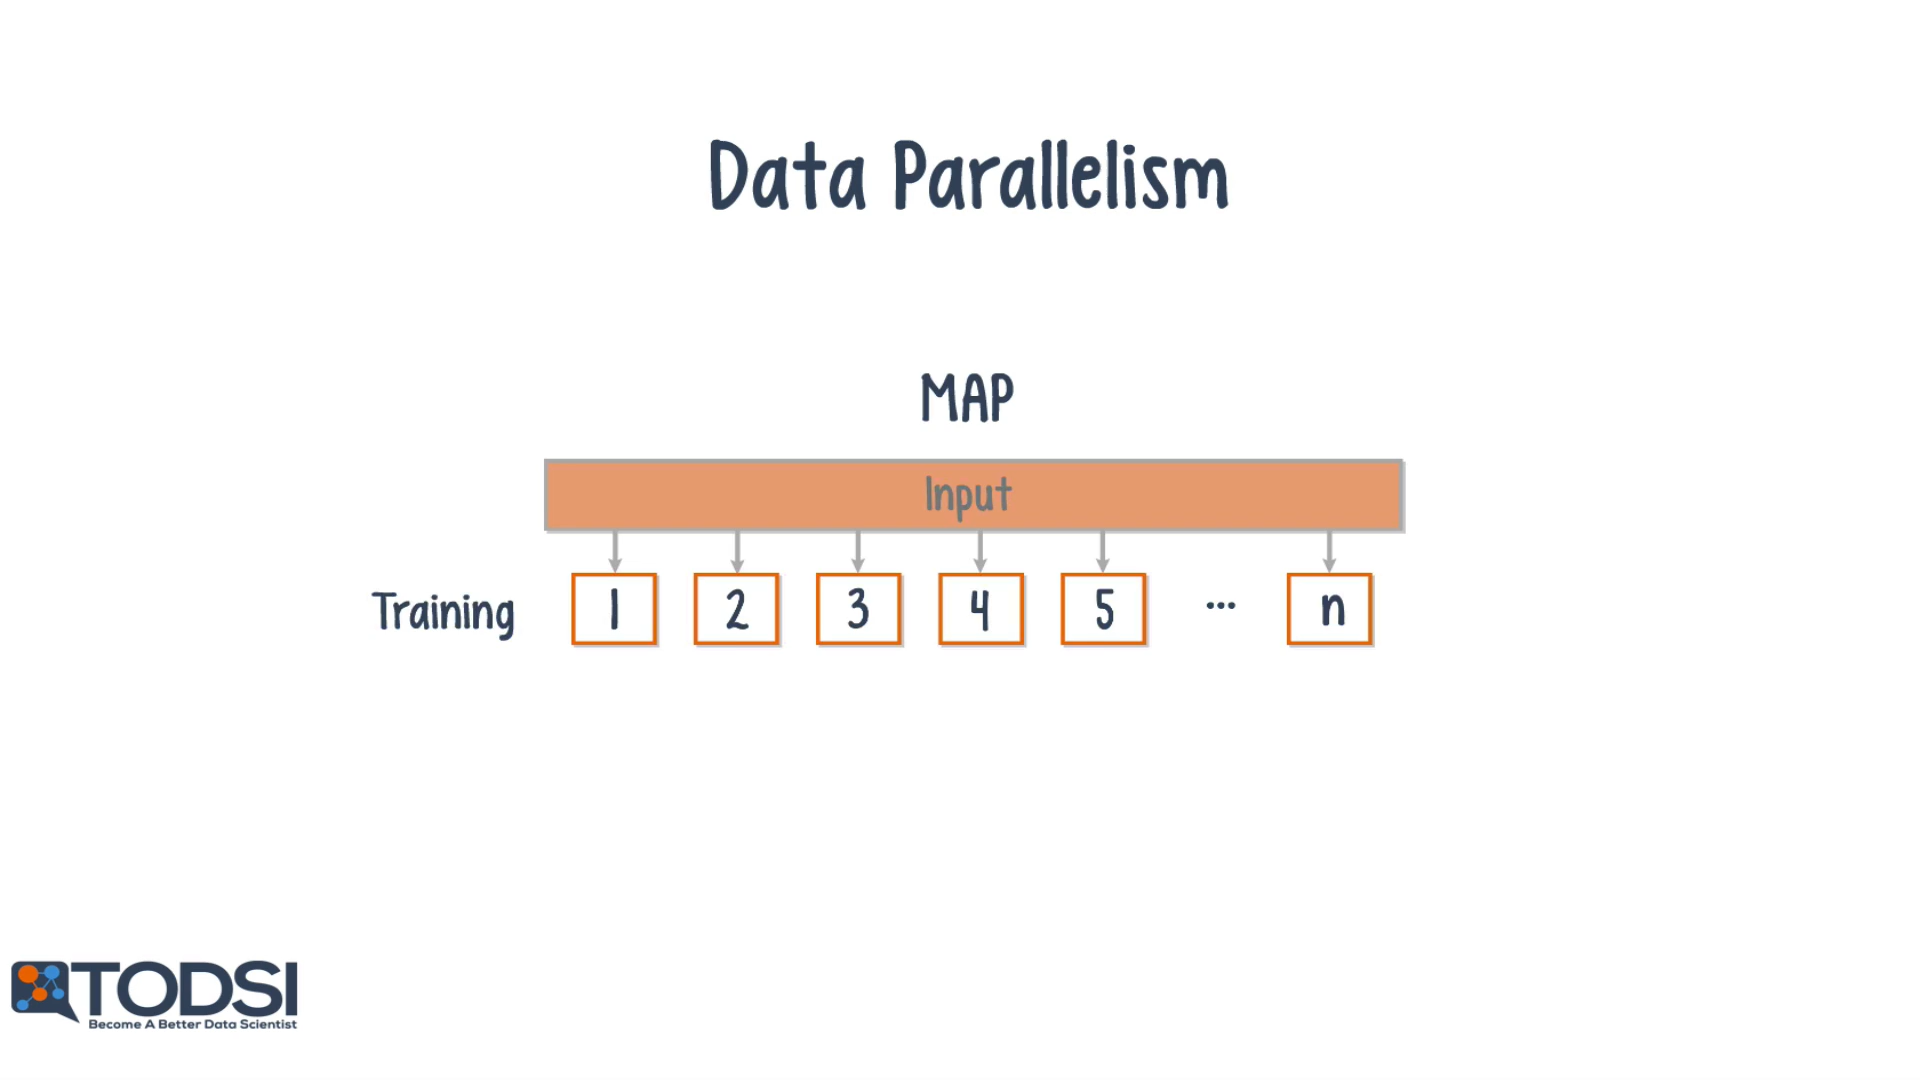 Data Parallelism
MAP
Input
Training 1 2 3 4 5 ... n
TODSI
Become A Better Data Scientist